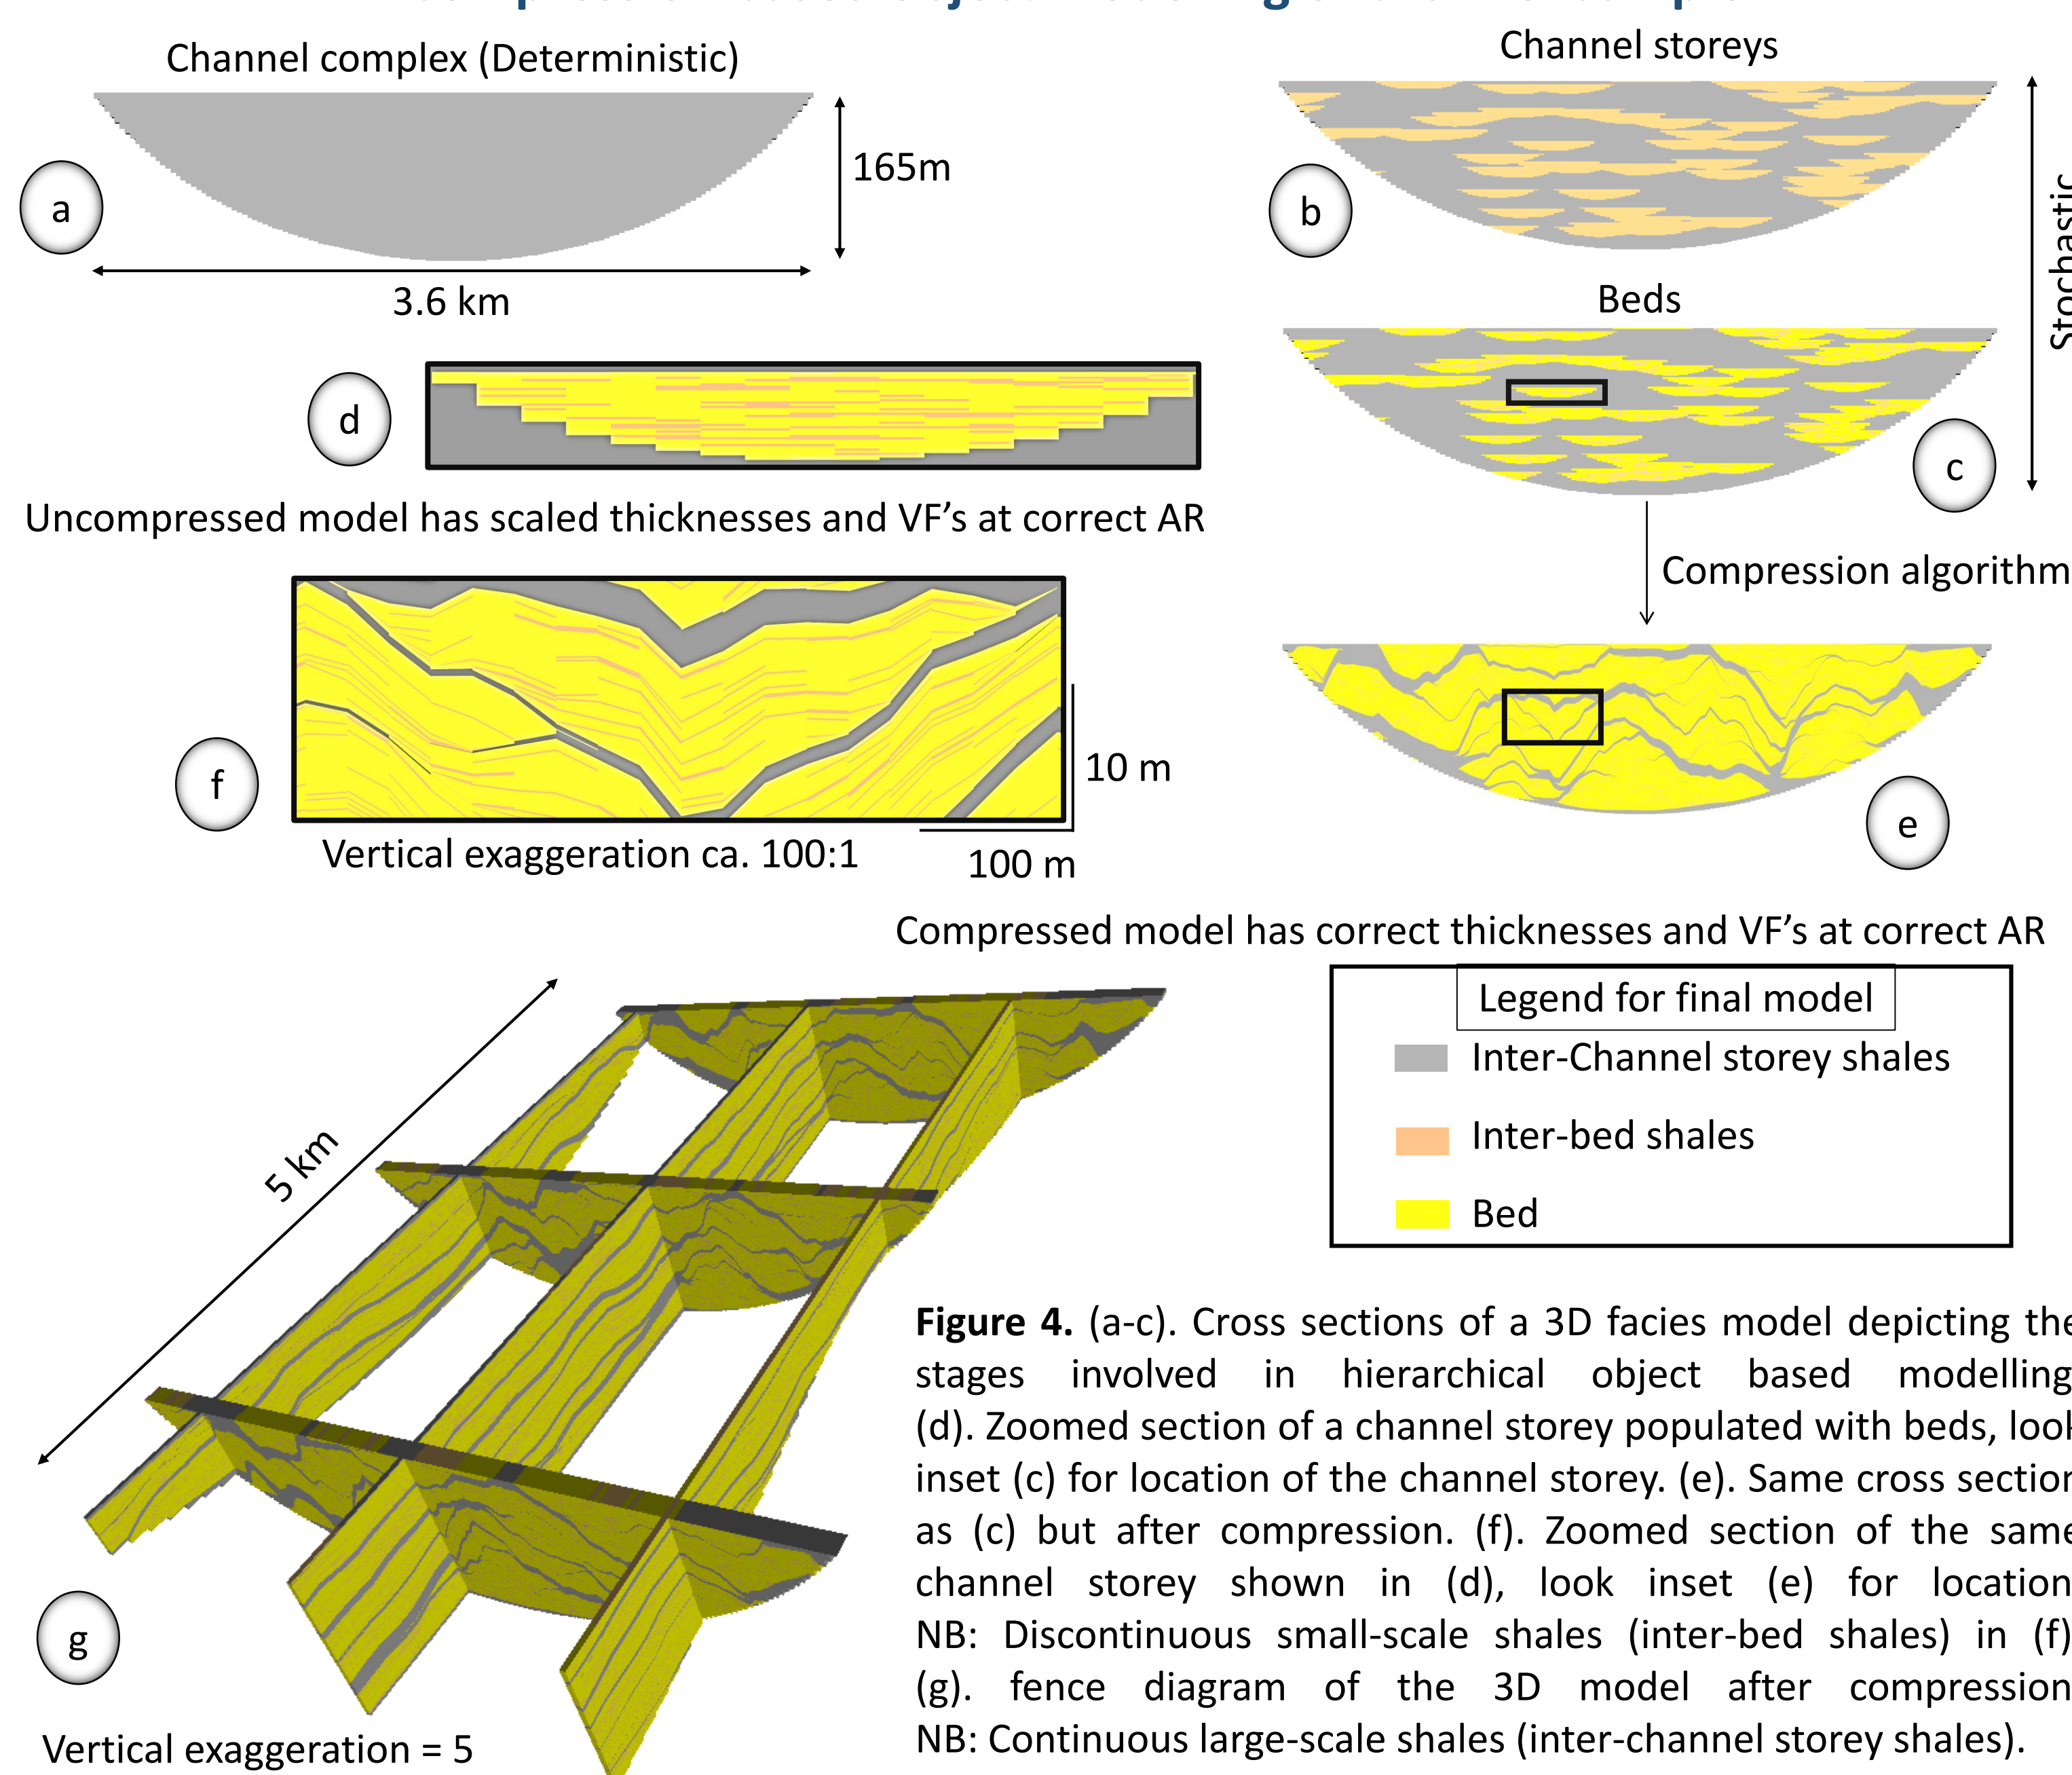 Channel complex (Deterministic)
a
165m
3.6 km
Channel storeys
b
Stochastic
Beds
c
d
Uncompressed model has scaled thicknesses and VF’s at correct AR
Compression algorithm
f
10 m
Vertical exaggeration ca. 100:1
100 m
e
Compressed model has correct thicknesses and VF’s at correct AR
Legend for final model
Inter-Channel storey shales
Inter-bed shales
Bed
5 km
g
Vertical exaggeration = 5
Figure 4. (a-c). Cross sections of a 3D facies model depicting the
stages involved in hierarchical object based modelling
(d). Zoomed section of a channel storey populated with beds, look
inset (c) for location of the channel storey. (e). Same cross section
as (c) but after compression. (f). Zoomed section of the same
channel storey shown in (d), look inset (e) for location
NB: Discontinuous small-scale shales (inter-bed shales) in (f)
(g). fence diagram of the 3D model after compression
NB: Continuous large-scale shales (inter-channel storey shales).